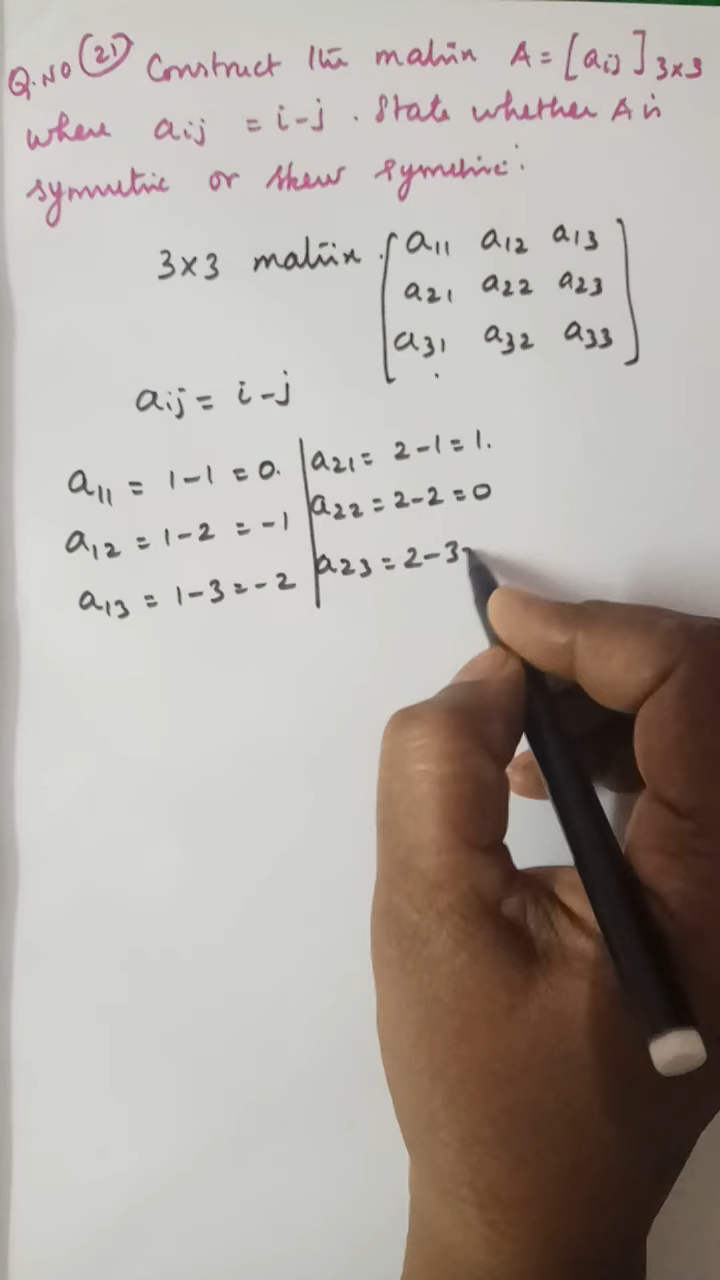 Q.NO (21) Construct the matrix A = [aij] 3×3
where aij = i-j . State whether A is
symmetric or skew symmetric.
3×3 matrix.
a11 a12 a13
a21 a22 a23
a31 a32 a33
aij = i-j
a11 = 1-1 = 0.
a12 = 1-2 = -1
a13 = 1-3 = -2
a21 = 2-1 = 1.
a22 = 2-2 = 0
a23 = 2-3